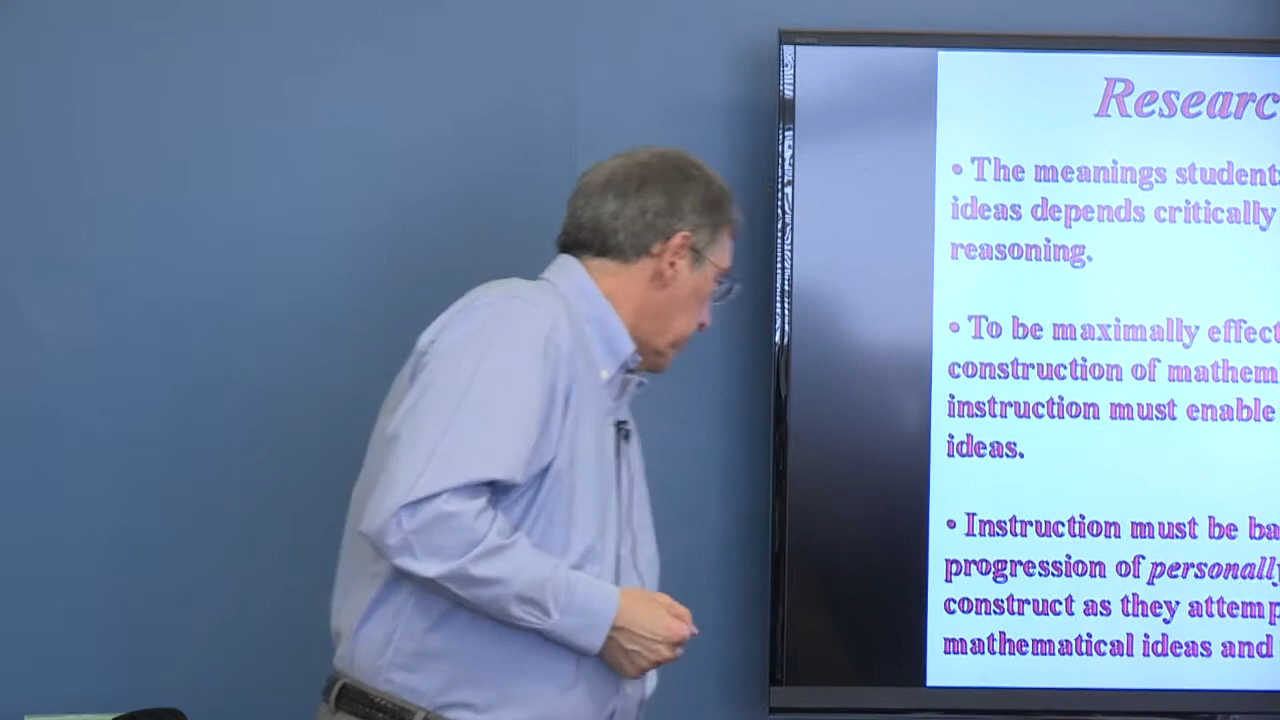 Researc
• The meanings student
ideas depends critically
reasoning.
• To be maximally effect
construction of mathem
instruction must enable
ideas.
• Instruction must be ba
progression of personally
construct as they attemp
mathematical ideas and